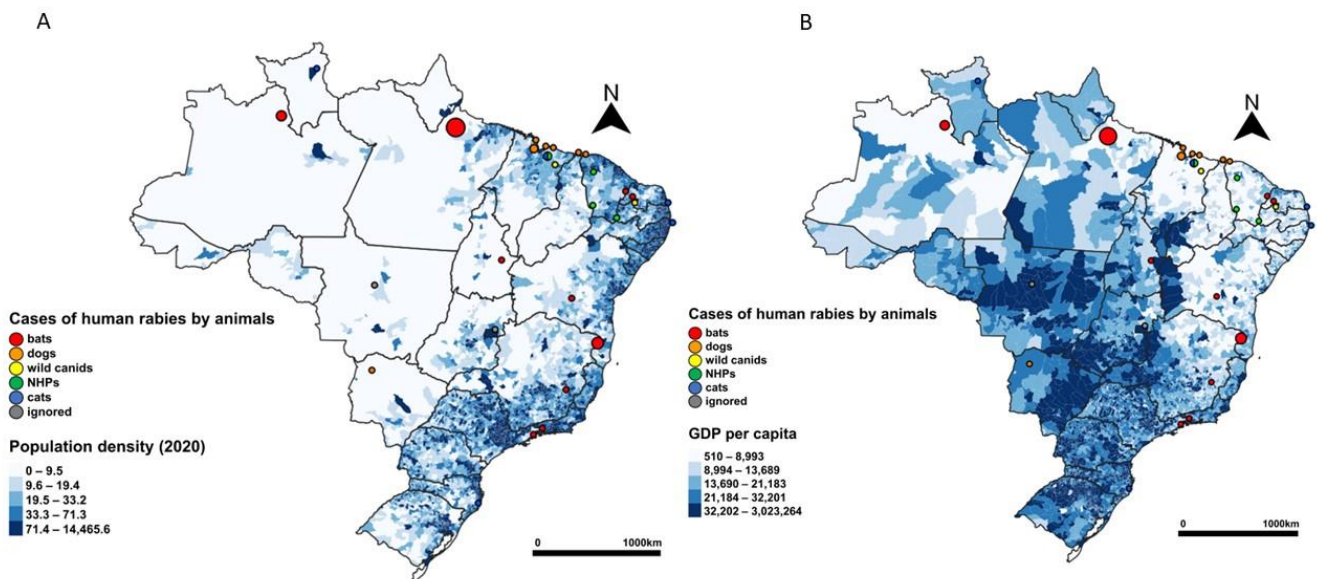 A
N
Cases of human rabies by animals
bats
dogs
wild canids
NHPs
cats
ignored
Population density (2020)
0 – 9.5
9.6 – 19.4
19.5 – 33.2
33.3 – 71.3
71.4 – 14,465.6
0 1000km
B
N
Cases of human rabies by animals
bats
dogs
wild canids
NHPs
cats
ignored
GDP per capita
510 – 8,993
8,994 – 13,689
13,690 – 21,183
21,184 – 32,201
32,202 – 3,023,264
0 1000km